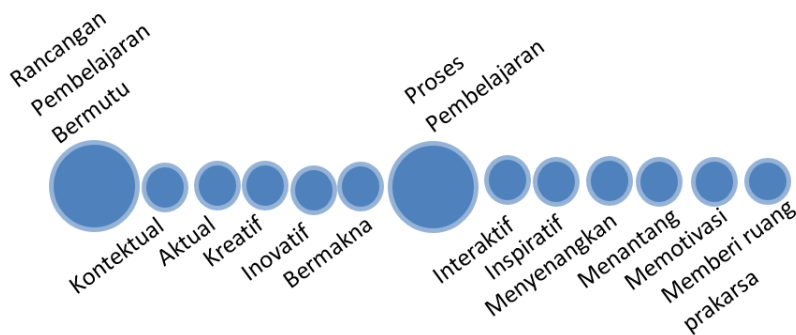 Rancangan
Pembelajaran
Bermutu
Kontektual
Aktual
Kreatif
Inovatif
Bermakna
Proses
Pembelajaran
Interaktif
Inspiratif
Menyenangkan
Menantang
Memotivasi
Memberi ruang
prakarsa